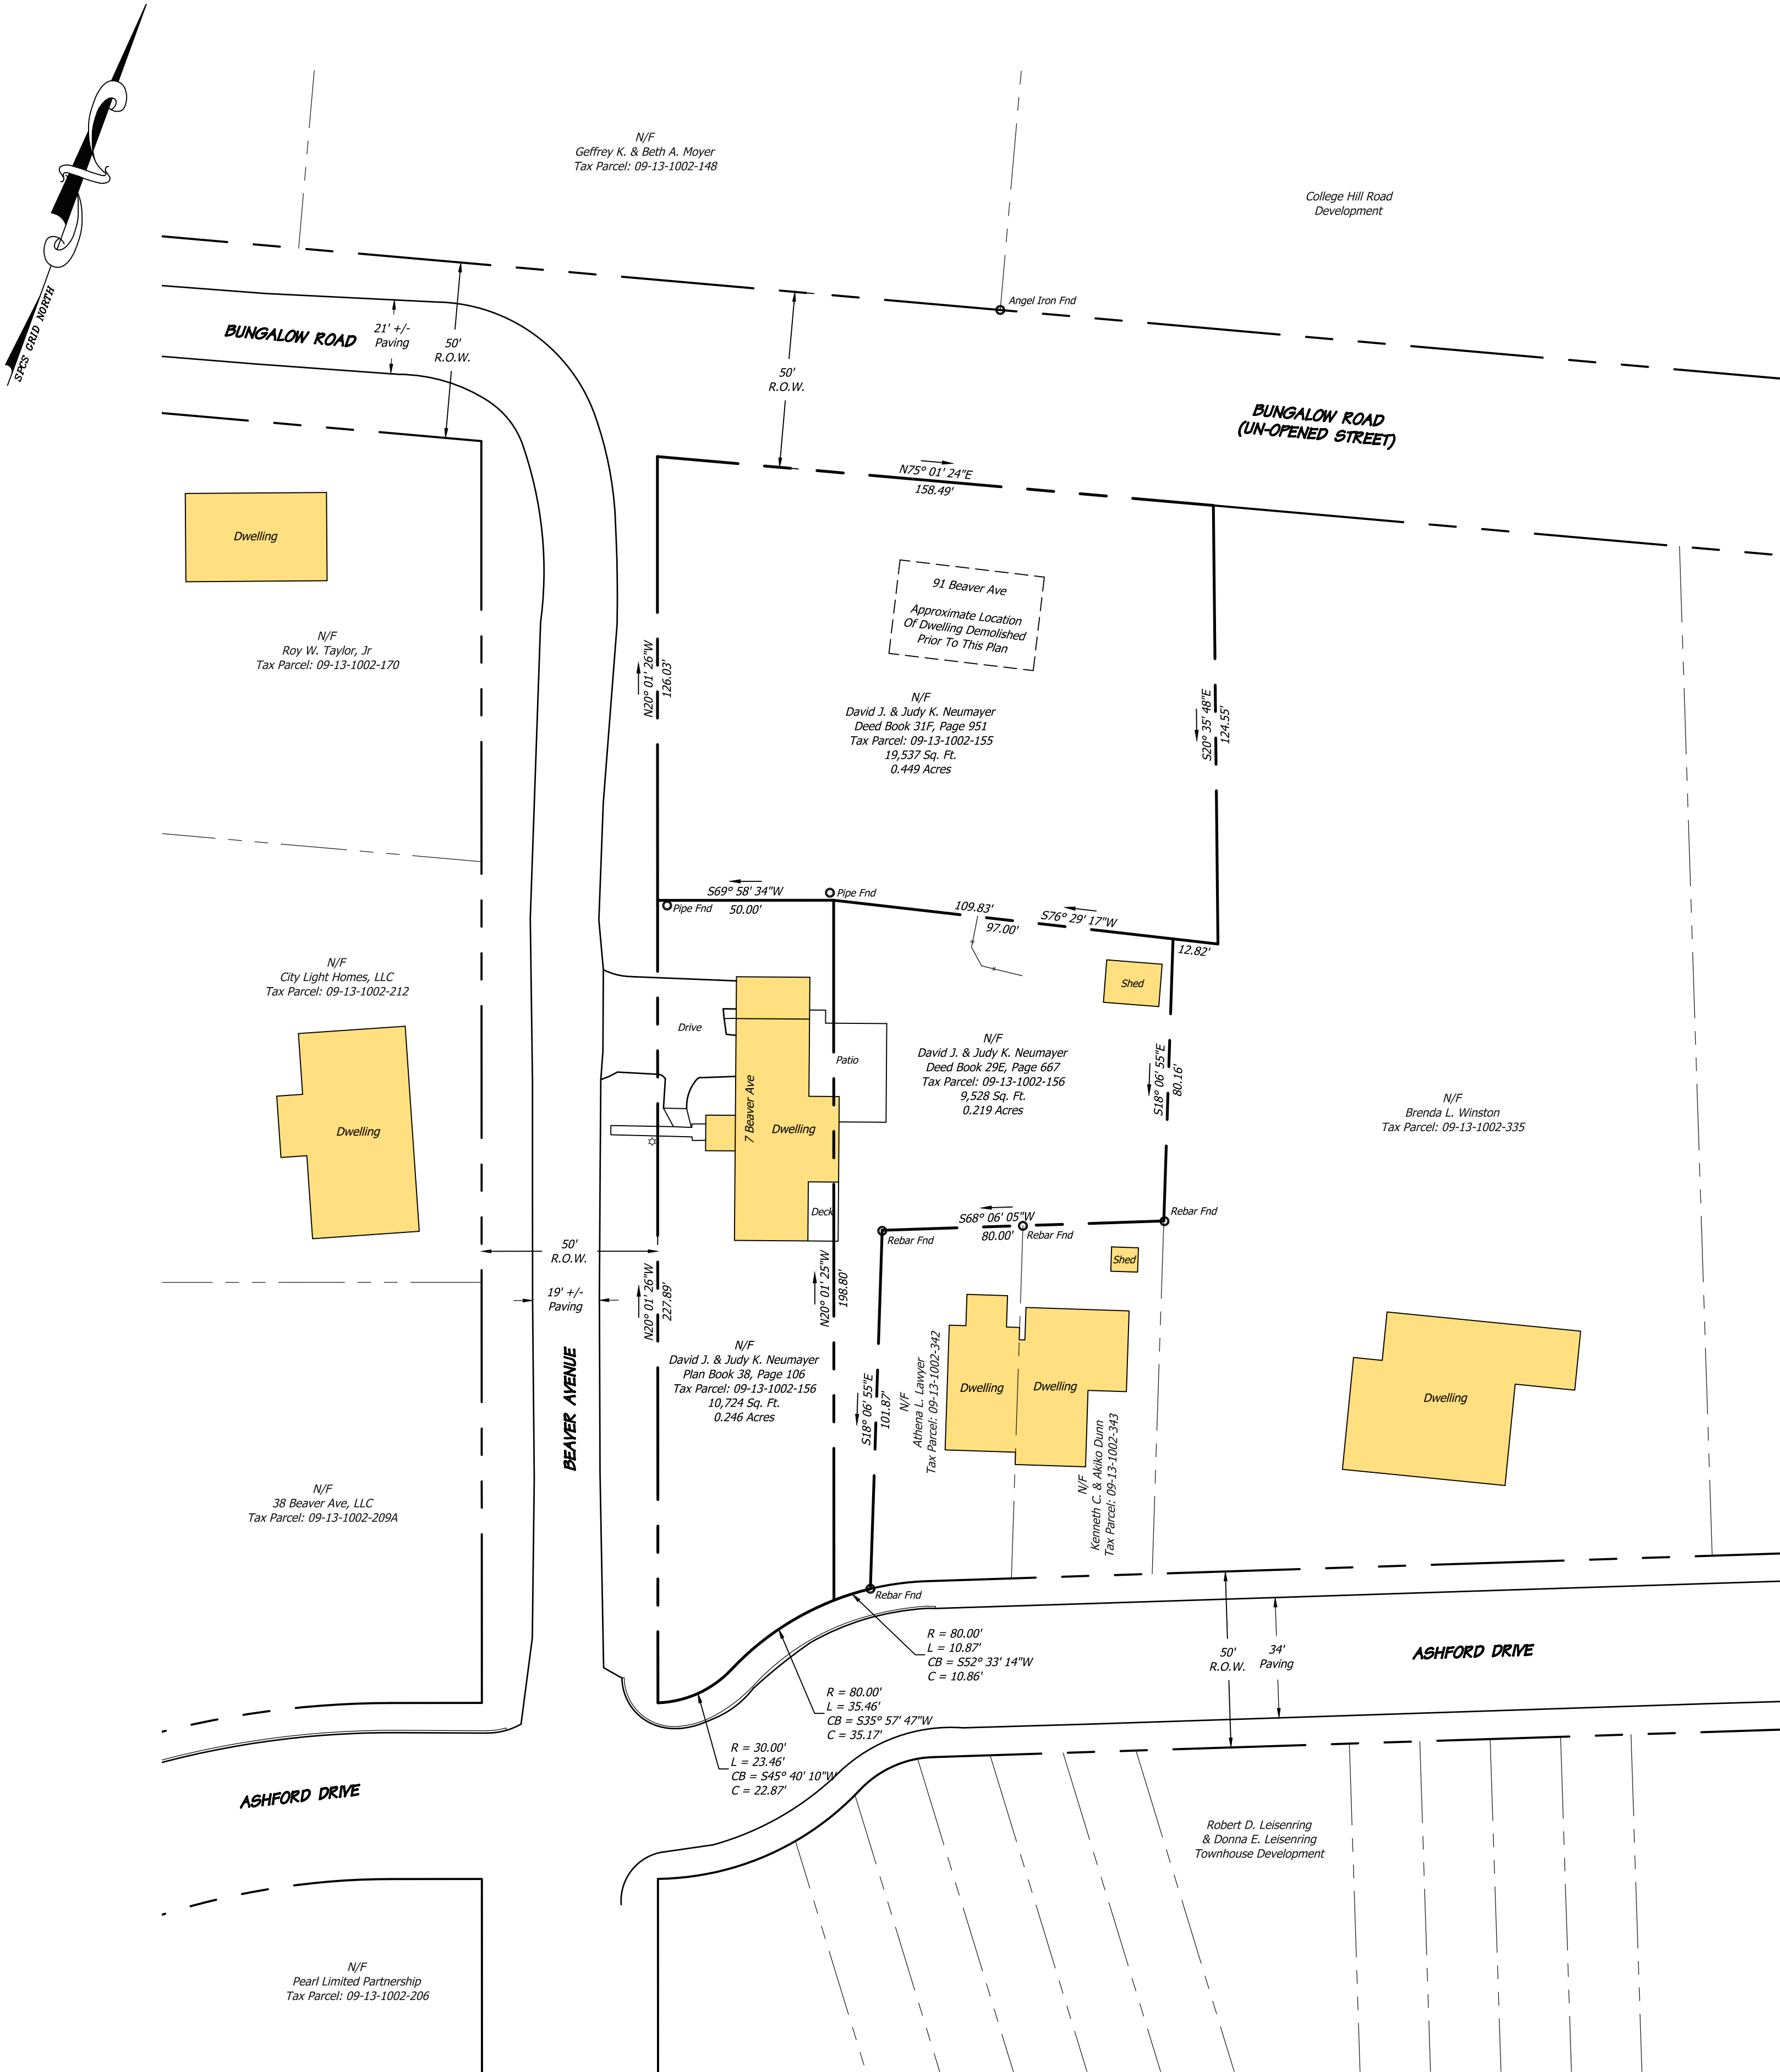 SPCS GRID NORTH
N/F
Geffrey K. & Beth A. Moyer
Tax Parcel: 09-13-1002-148
College Hill Road
Development
Angel Iron Fnd
BUNGALOW ROAD
21' +/-
Paving
50'
R.O.W.
50'
R.O.W.
BUNGALOW ROAD
(UN-OPENED STREET)
N75° 01' 24"E
158.49'
Dwelling
91 Beaver Ave
Approximate Location
Of Dwelling Demolished
Prior To This Plan
N/F
Roy W. Taylor, Jr
Tax Parcel: 09-13-1002-170
N20° 01' 26"W
126.03'
N/F
David J. & Judy K. Neumayer
Deed Book 31F, Page 951
Tax Parcel: 09-13-1002-155
19,537 Sq. Ft.
0.449 Acres
S20° 35' 48"E
124.55'
S69° 58' 34"W
50.00'
Pipe Fnd
Pipe Fnd
109.83'
S76° 29' 17"W
97.00'
12.82'
N/F
City Light Homes, LLC
Tax Parcel: 09-13-1002-212
Shed
Drive
Patio
N/F
David J. & Judy K. Neumayer
Deed Book 29E, Page 667
Tax Parcel: 09-13-1002-156
9,528 Sq. Ft.
0.219 Acres
S18° 06' 55"E
80.16'
N/F
Brenda L. Winston
Tax Parcel: 09-13-1002-335
Dwelling
7 Beaver Ave
Dwelling
Deck
S68° 06' 05"W
80.00'
Rebar Fnd
Rebar Fnd
Rebar Fnd
Shed
50'
R.O.W.
19' +/-
Paving
N20° 01' 26"W
227.89'
N20° 01' 25"W
198.80'
BEAVER AVENUE
N/F
David J. & Judy K. Neumayer
Plan Book 38, Page 106
Tax Parcel: 09-13-1002-156
10,724 Sq. Ft.
0.246 Acres
S18° 06' 55"E
101.87'
N/F
Athena L. Lawyer
Tax Parcel: 09-13-1002-342
Dwelling
Dwelling
N/F
Kenneth C. & Akiko Dunn
Tax Parcel: 09-13-1002-343
Dwelling
N/F
38 Beaver Ave, LLC
Tax Parcel: 09-13-1002-209A
Rebar Fnd
R = 80.00'
L = 10.87'
CB = S52° 33' 14"W
C = 10.86'
50'
R.O.W.
34'
Paving
ASHFORD DRIVE
R = 80.00'
L = 35.46'
CB = S35° 57' 47"W
C = 35.17'
R = 30.00'
L = 23.46'
CB = S45° 40' 10"W
C = 22.87'
ASHFORD DRIVE
Robert D. Leisenring
& Donna E. Leisenring
Townhouse Development
N/F
Pearl Limited Partnership
Tax Parcel: 09-13-1002-206